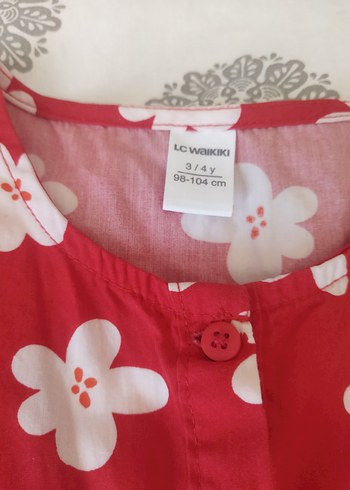 LC WAIKIKI
3 / 4 y
98-104 cm